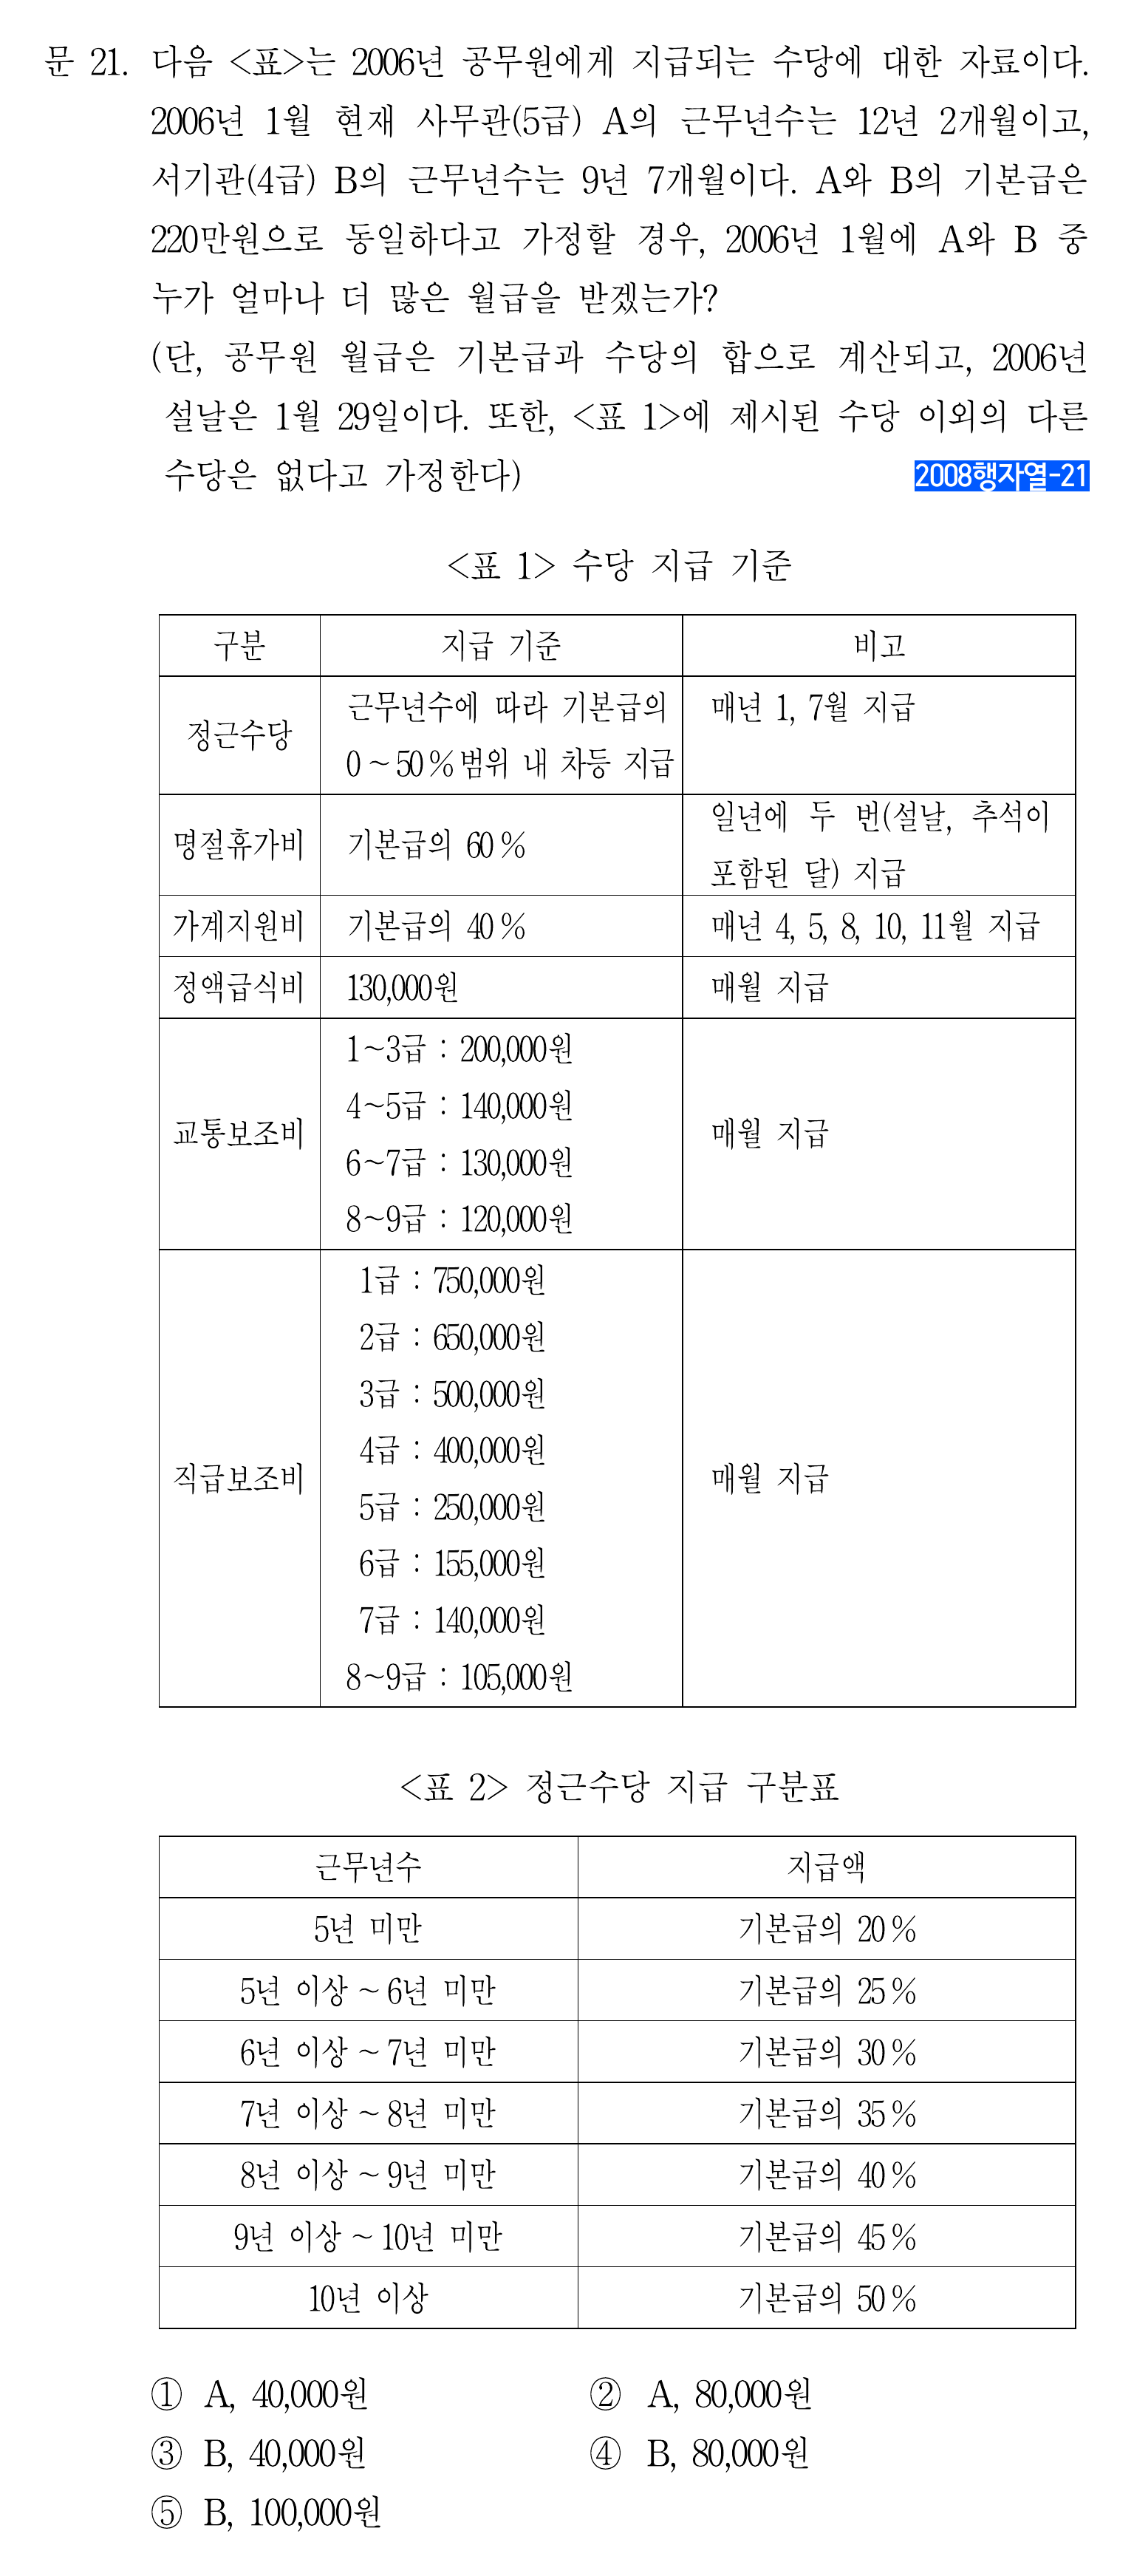 문 21. 다음 <표>는 2006년 공무원에게 지급되는 수당에 대한 자료이다.
2006년 1월 현재 사무관(5급) A의 근무년수는 12년 2개월이고,
서기관(4급) B의 근무년수는 9년 7개월이다. A와 B의 기본급은
220만원으로 동일하다고 가정할 경우, 2006년 1월에 A와 B 중
누가 얼마나 더 많은 월급을 받겠는가?
(단, 공무원 월급은 기본급과 수당의 합으로 계산되고, 2006년
설날은 1월 29일이다. 또한, <표 1>에 제시된 수당 이외의 다른
수당은 없다고 가정한다)
2008행자열-21
<표 1> 수당 지급 기준
구분 지급 기준 비고
정근수당
근무년수에 따라 기본급의
0～50%범위 내 차등 지급
매년 1, 7월 지급
명절휴가비
기본급의 60%
일년에 두 번(설날, 추석이
포함된 달) 지급
가계지원비 기본급의 40% 매년 4, 5, 8, 10, 11월 지급
정액급식비 130,000원 매월 지급
교통보조비
1~3급 : 200,000원
4~5급 : 140,000원
6~7급 : 130,000원
8~9급 : 120,000원
매월 지급
직급보조비
1급 : 750,000원
2급 : 650,000원
3급 : 500,000원
4급 : 400,000원
5급 : 250,000원
6급 : 155,000원
7급 : 140,000원
8~9급 : 105,000원
매월 지급
<표 2> 정근수당 지급 구분표
근무년수 지급액
5년 미만 기본급의 20%
5년 이상～6년 미만 기본급의 25%
6년 이상～7년 미만 기본급의 30%
7년 이상～8년 미만 기본급의 35%
8년 이상～9년 미만 기본급의 40%
9년 이상～10년 미만 기본급의 45%
10년 이상 기본급의 50%
① A, 40,000원 ② A, 80,000원
③ B, 40,000원 ④ B, 80,000원
⑤ B, 100,000원